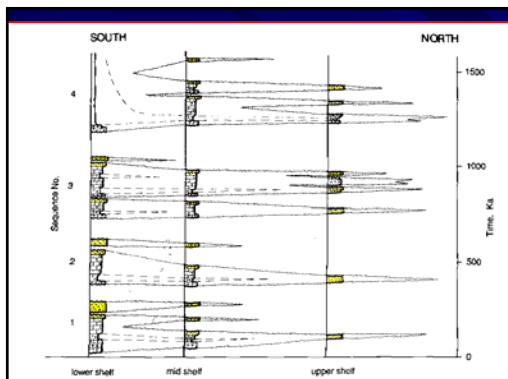 SOUTH
NORTH
1500
4
1000
3
Sequence No.
Time, Ka
500
2
1
0
lower shelf
mid shelf
upper shelf